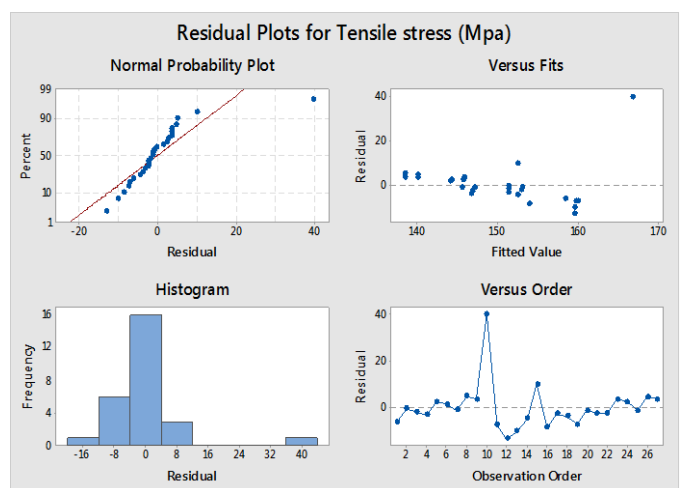 Residual Plots for Tensile stress (Mpa)
Normal Probability Plot
99
90
50
10
1
Percent
-20 0 20 40
Residual
Versus Fits
40
20
0
Residual
140 150 160 170
Fitted Value
Histogram
16
12
8
4
0
Frequency
-16 -8 0 8 16 24 32 40
Residual
Versus Order
40
20
0
Residual
2 4 6 8 10 12 14 16 18 20 22 24 26
Observation Order